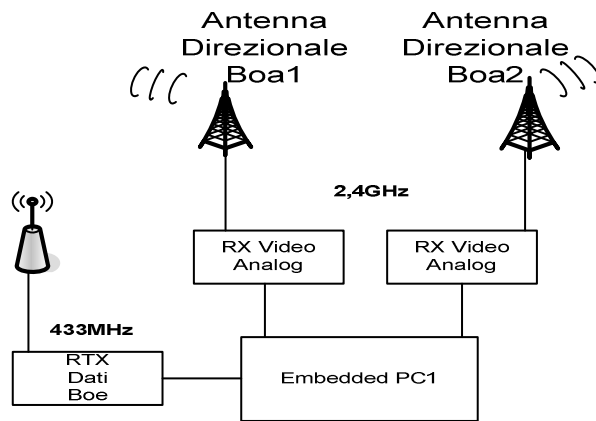 Antenna
Direzionale
Boa1
Antenna
Direzionale
Boa2
2,4GHz
RX Video
Analog
RX Video
Analog
433MHz
RTX
Dati
Boe
Embedded PC1